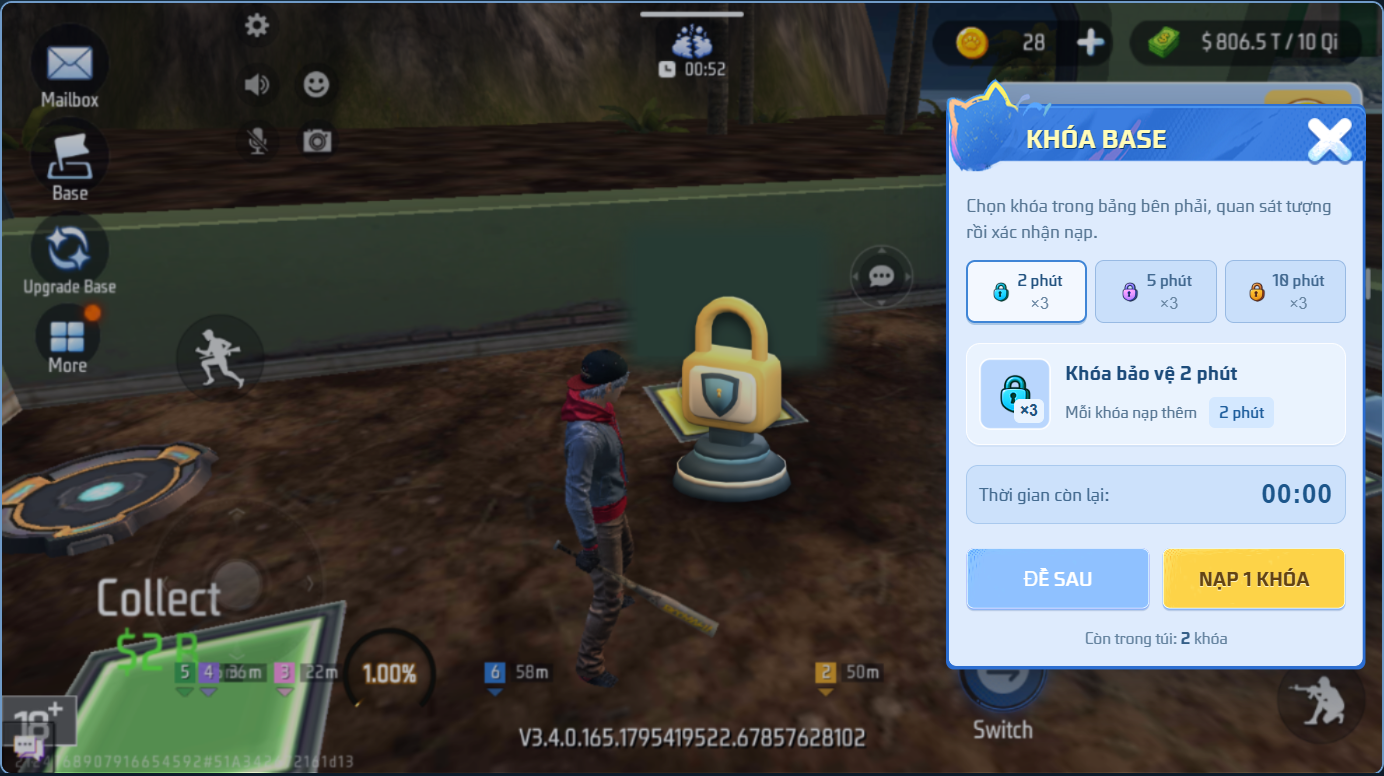 Mailbox
Base
Upgrade Base
More
00:52
28
$ 806.5 T / 10 Qi
KHÓA BASE
Chọn khóa trong bảng bên phải, quan sát tượng
rồi xác nhận nạp.
2 phút
×3
5 phút
×3
10 phút
×3
×3
Khóa bảo vệ 2 phút
Mỗi khóa nạp thêm 2 phút
Thời gian còn lại: 00:00
ĐỂ SAU
NẠP 1 KHÓA
Còn trong túi: 2 khóa
Collect
5
4
36m
3
22m
1.00%
6
58m
2
50m
Switch
18+
V3.4.0.165.1795419522.67857628102